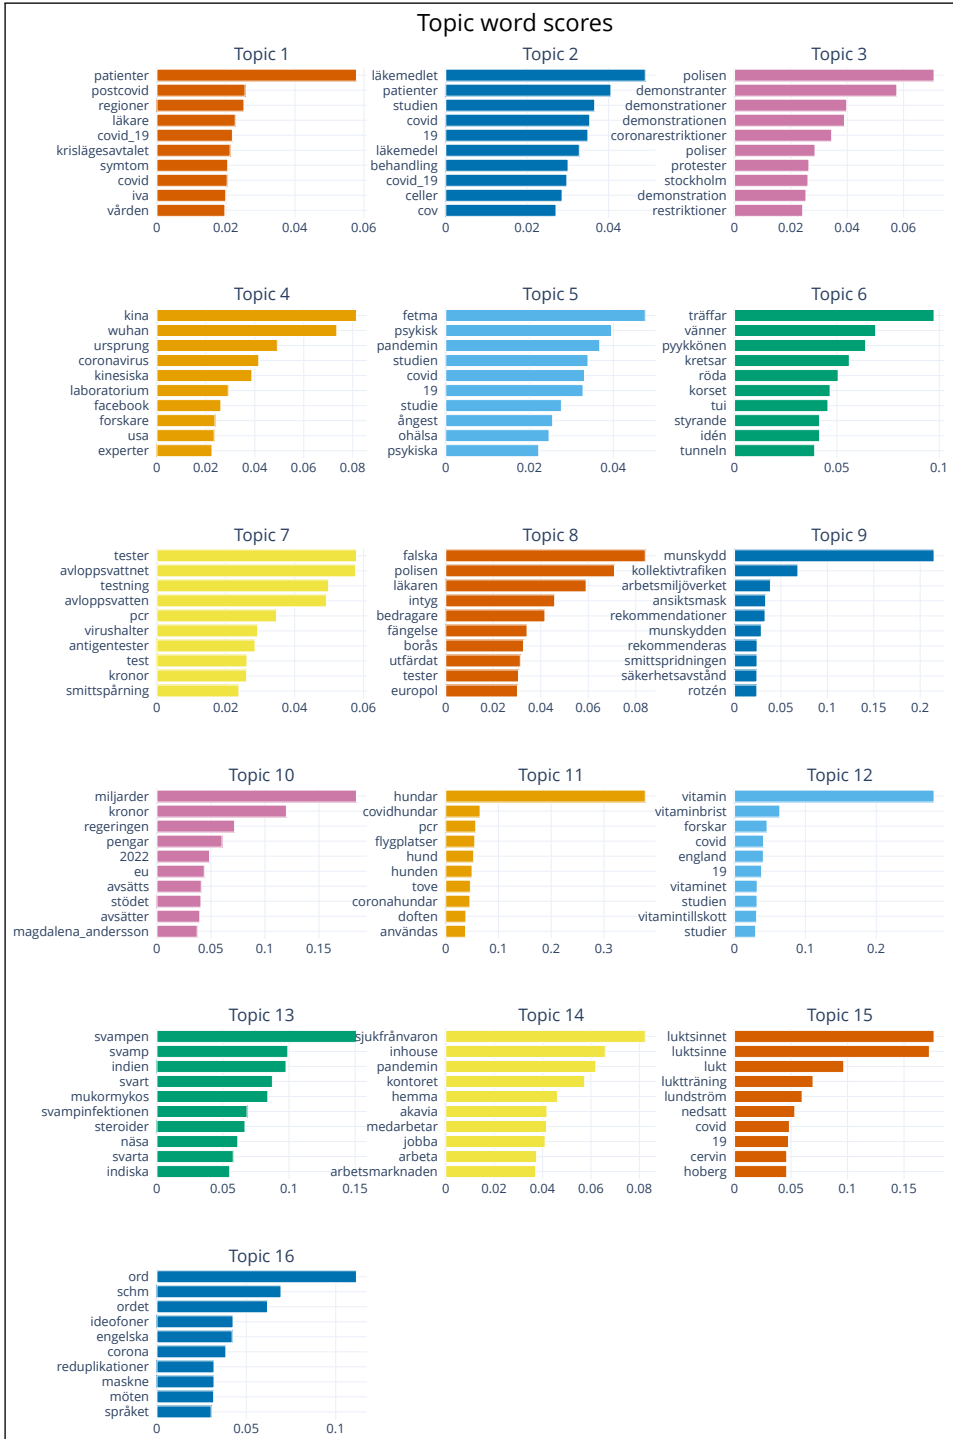 Topic word scores
Topic 1
patienter
postcovid
regioner
läkare
covid_19
krislägesavtalet
symtom
covid
iva
vården
0 0.02 0.04 0.06
Topic 2
läkemedlet
patienter
studien
covid
19
läkemedel
behandling
covid_19
celler
cov
0 0.02 0.04
Topic 3
polisen
demonstranter
demonstrationer
demonstrationen
coronarestriktioner
poliser
protester
stockholm
demonstration
restriktioner
0 0.02 0.04 0.06
Topic 4
kina
wuhan
ursprung
coronavirus
kinesiska
laboratorium
facebook
forskare
usa
experter
0 0.02 0.04 0.06 0.08
Topic 5
fetma
psykisk
pandemin
studien
covid
19
studie
ångest
ohälsa
psykiska
0 0.02 0.04
Topic 6
träffar
vänner
pyykkönen
kretsar
röda
korset
tui
styrande
idén
tunneln
0 0.05 0.1
Topic 7
tester
avloppsvattnet
testning
avloppsvatten
pcr
virushalter
antigentester
test
kronor
smittspårning
0 0.02 0.04 0.06
Topic 8
falska
polisen
läkaren
intyg
bedragare
fängelse
borås
utfärdat
tester
europol
0 0.02 0.04 0.06 0.08
Topic 9
munskydd
kollektivtrafiken
arbetsmiljöverket
ansiktsmask
rekommendationer
munskydden
rekommenderas
smittspridningen
säkerhetsavstånd
rotzén
0 0.05 0.1 0.15 0.2
Topic 10
miljarder
kronor
regeringen
pengar
2022
eu
avsätts
stödet
avsätter
magdalena_andersson
0 0.05 0.1 0.15
Topic 11
hundar
covidhundar
pcr
flygplatser
hund
hunden
tove
coronahundar
doften
användas
0 0.1 0.2 0.3
Topic 12
vitamin
vitaminbrist
forskar
covid
england
19
vitaminet
studien
vitamintillskott
studier
0 0.1 0.2
Topic 13
svampen
svamp
indien
svart
mukormykos
svampinfektionen
steroider
näsa
svarta
indiska
0 0.05 0.1 0.15
Topic 14
sjukfrånvaron
inhouse
pandemin
kontoret
hemma
akavia
medarbetar
jobba
arbeta
arbetsmarknaden
0 0.02 0.04 0.06 0.08
Topic 15
luktsinnet
luktsinne
lukt
luktträning
lundström
nedsatt
covid
19
cervin
hoberg
0 0.05 0.1 0.15
Topic 16
ord
schm
ordet
ideofoner
engelska
corona
reduplikationer
maskne
möten
språket
0 0.05 0.1